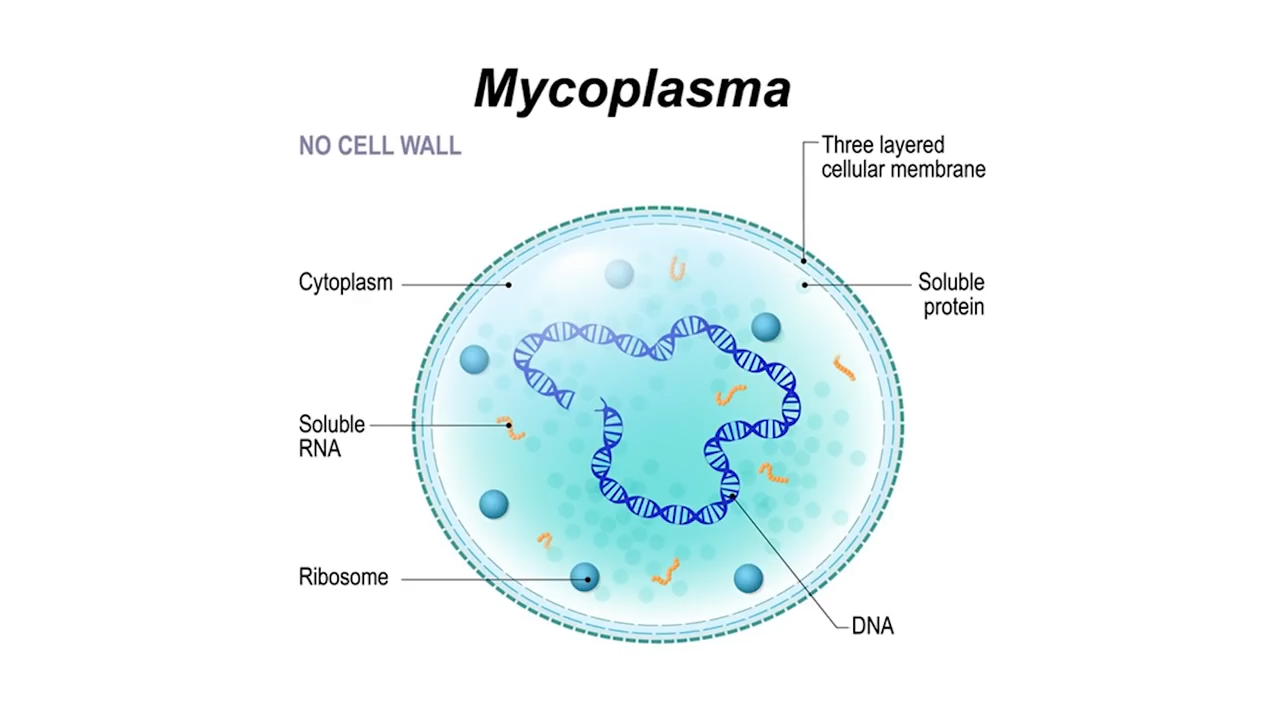 Mycoplasma
NO CELL WALL
Three layered
cellular membrane
Cytoplasm
Soluble
protein
Soluble
RNA
Ribosome
DNA